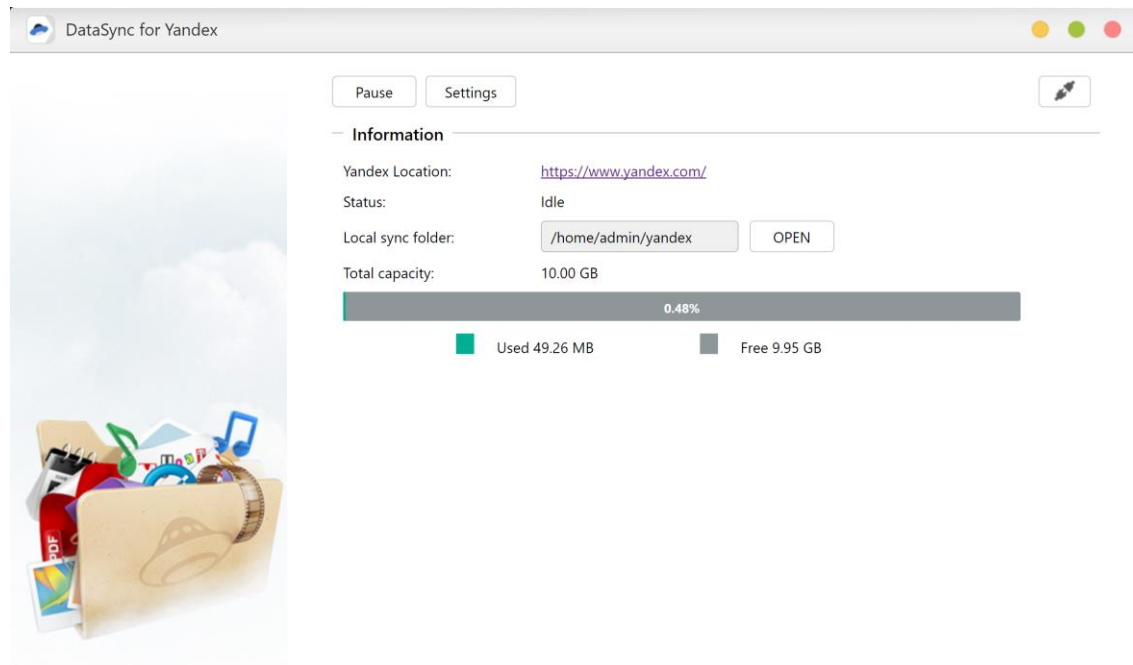 DataSync for Yandex
Pause Settings
Information
Yandex Location: https://www.yandex.com/
Status: Idle
Local sync folder: /home/admin/yandex OPEN
Total capacity: 10.00 GB
0.48%
Used 49.26 MB Free 9.95 GB
PDF